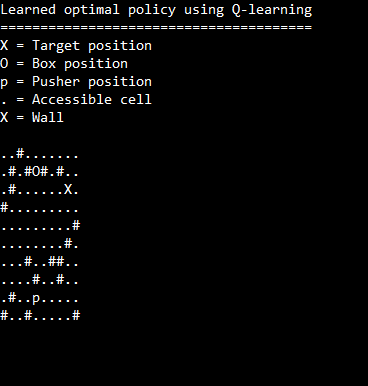 Learned optimal policy using Q-learning
=======================================
X = Target position
O = Box position
p = Pusher position
. = Accessible cell
X = Wall
..#.......
.#.#O#.#..
.#......X.
#.........
.........#
........#.
...#..##..
....#..#..
.#..p.....
#..#.....#